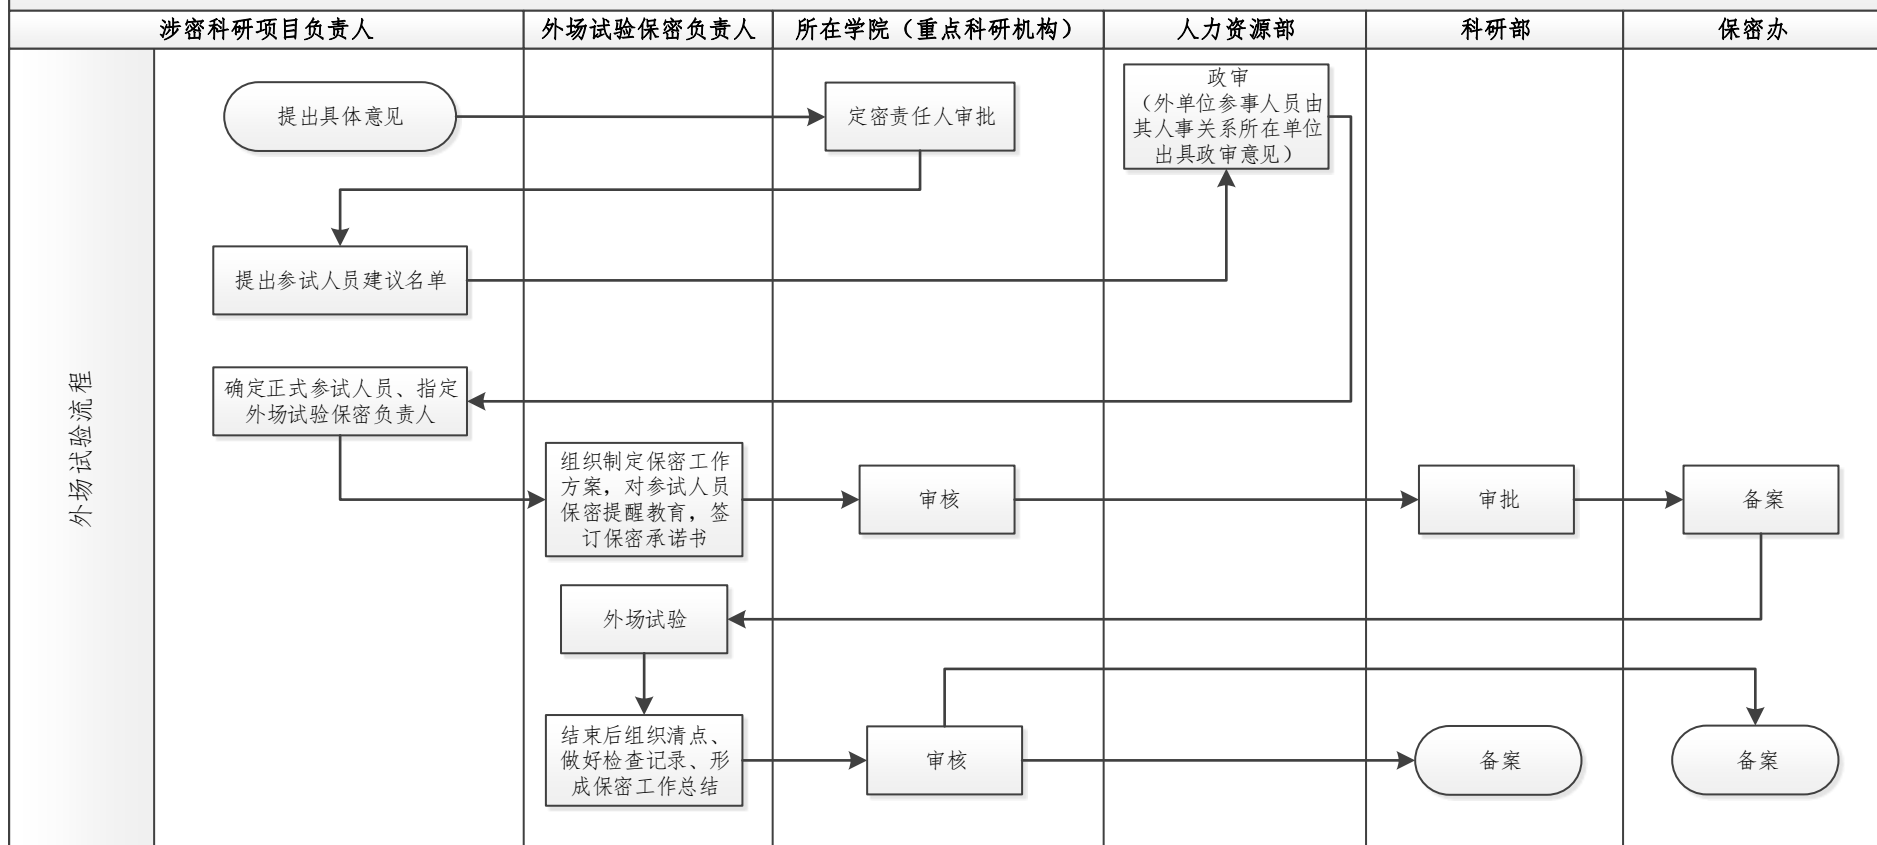 涉密科研项目负责人
外场试验保密负责人
所在学院（重点科研机构）
人力资源部
科研部
保密办
外场试验流程
提出具体意见
定密责任人审批
政审
（外单位参事人员由
其人事关系所在单位
出具政审意见）
提出参试人员建议名单
确定正式参试人员、指定
外场试验保密负责人
组织制定保密工作
方案，对参试人员
保密提醒教育，签
订保密承诺书
审核
审批
备案
外场试验
结束后组织清点、
做好检查记录、形
成保密工作总结
审核
备案
备案